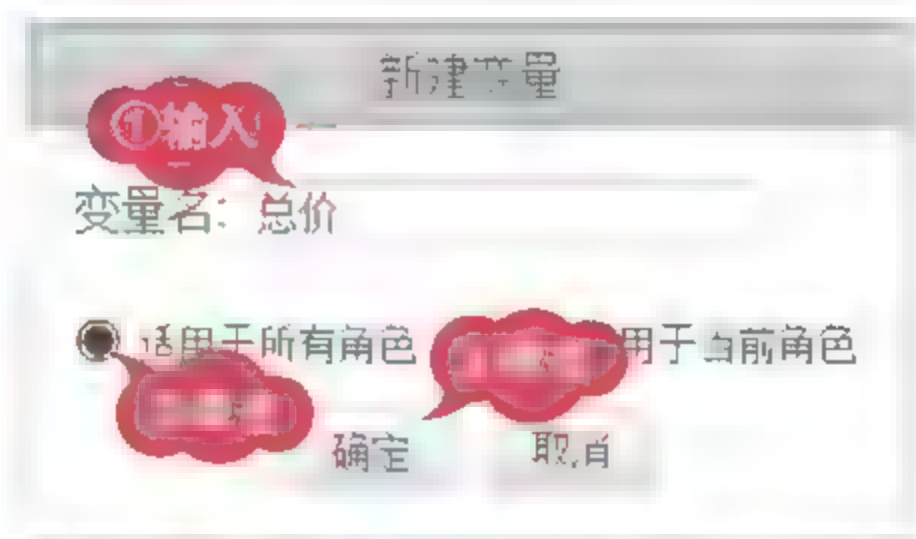 新建变量
①输入
变量名：总价
适用于所有角色
用于当前角色
确定 取消